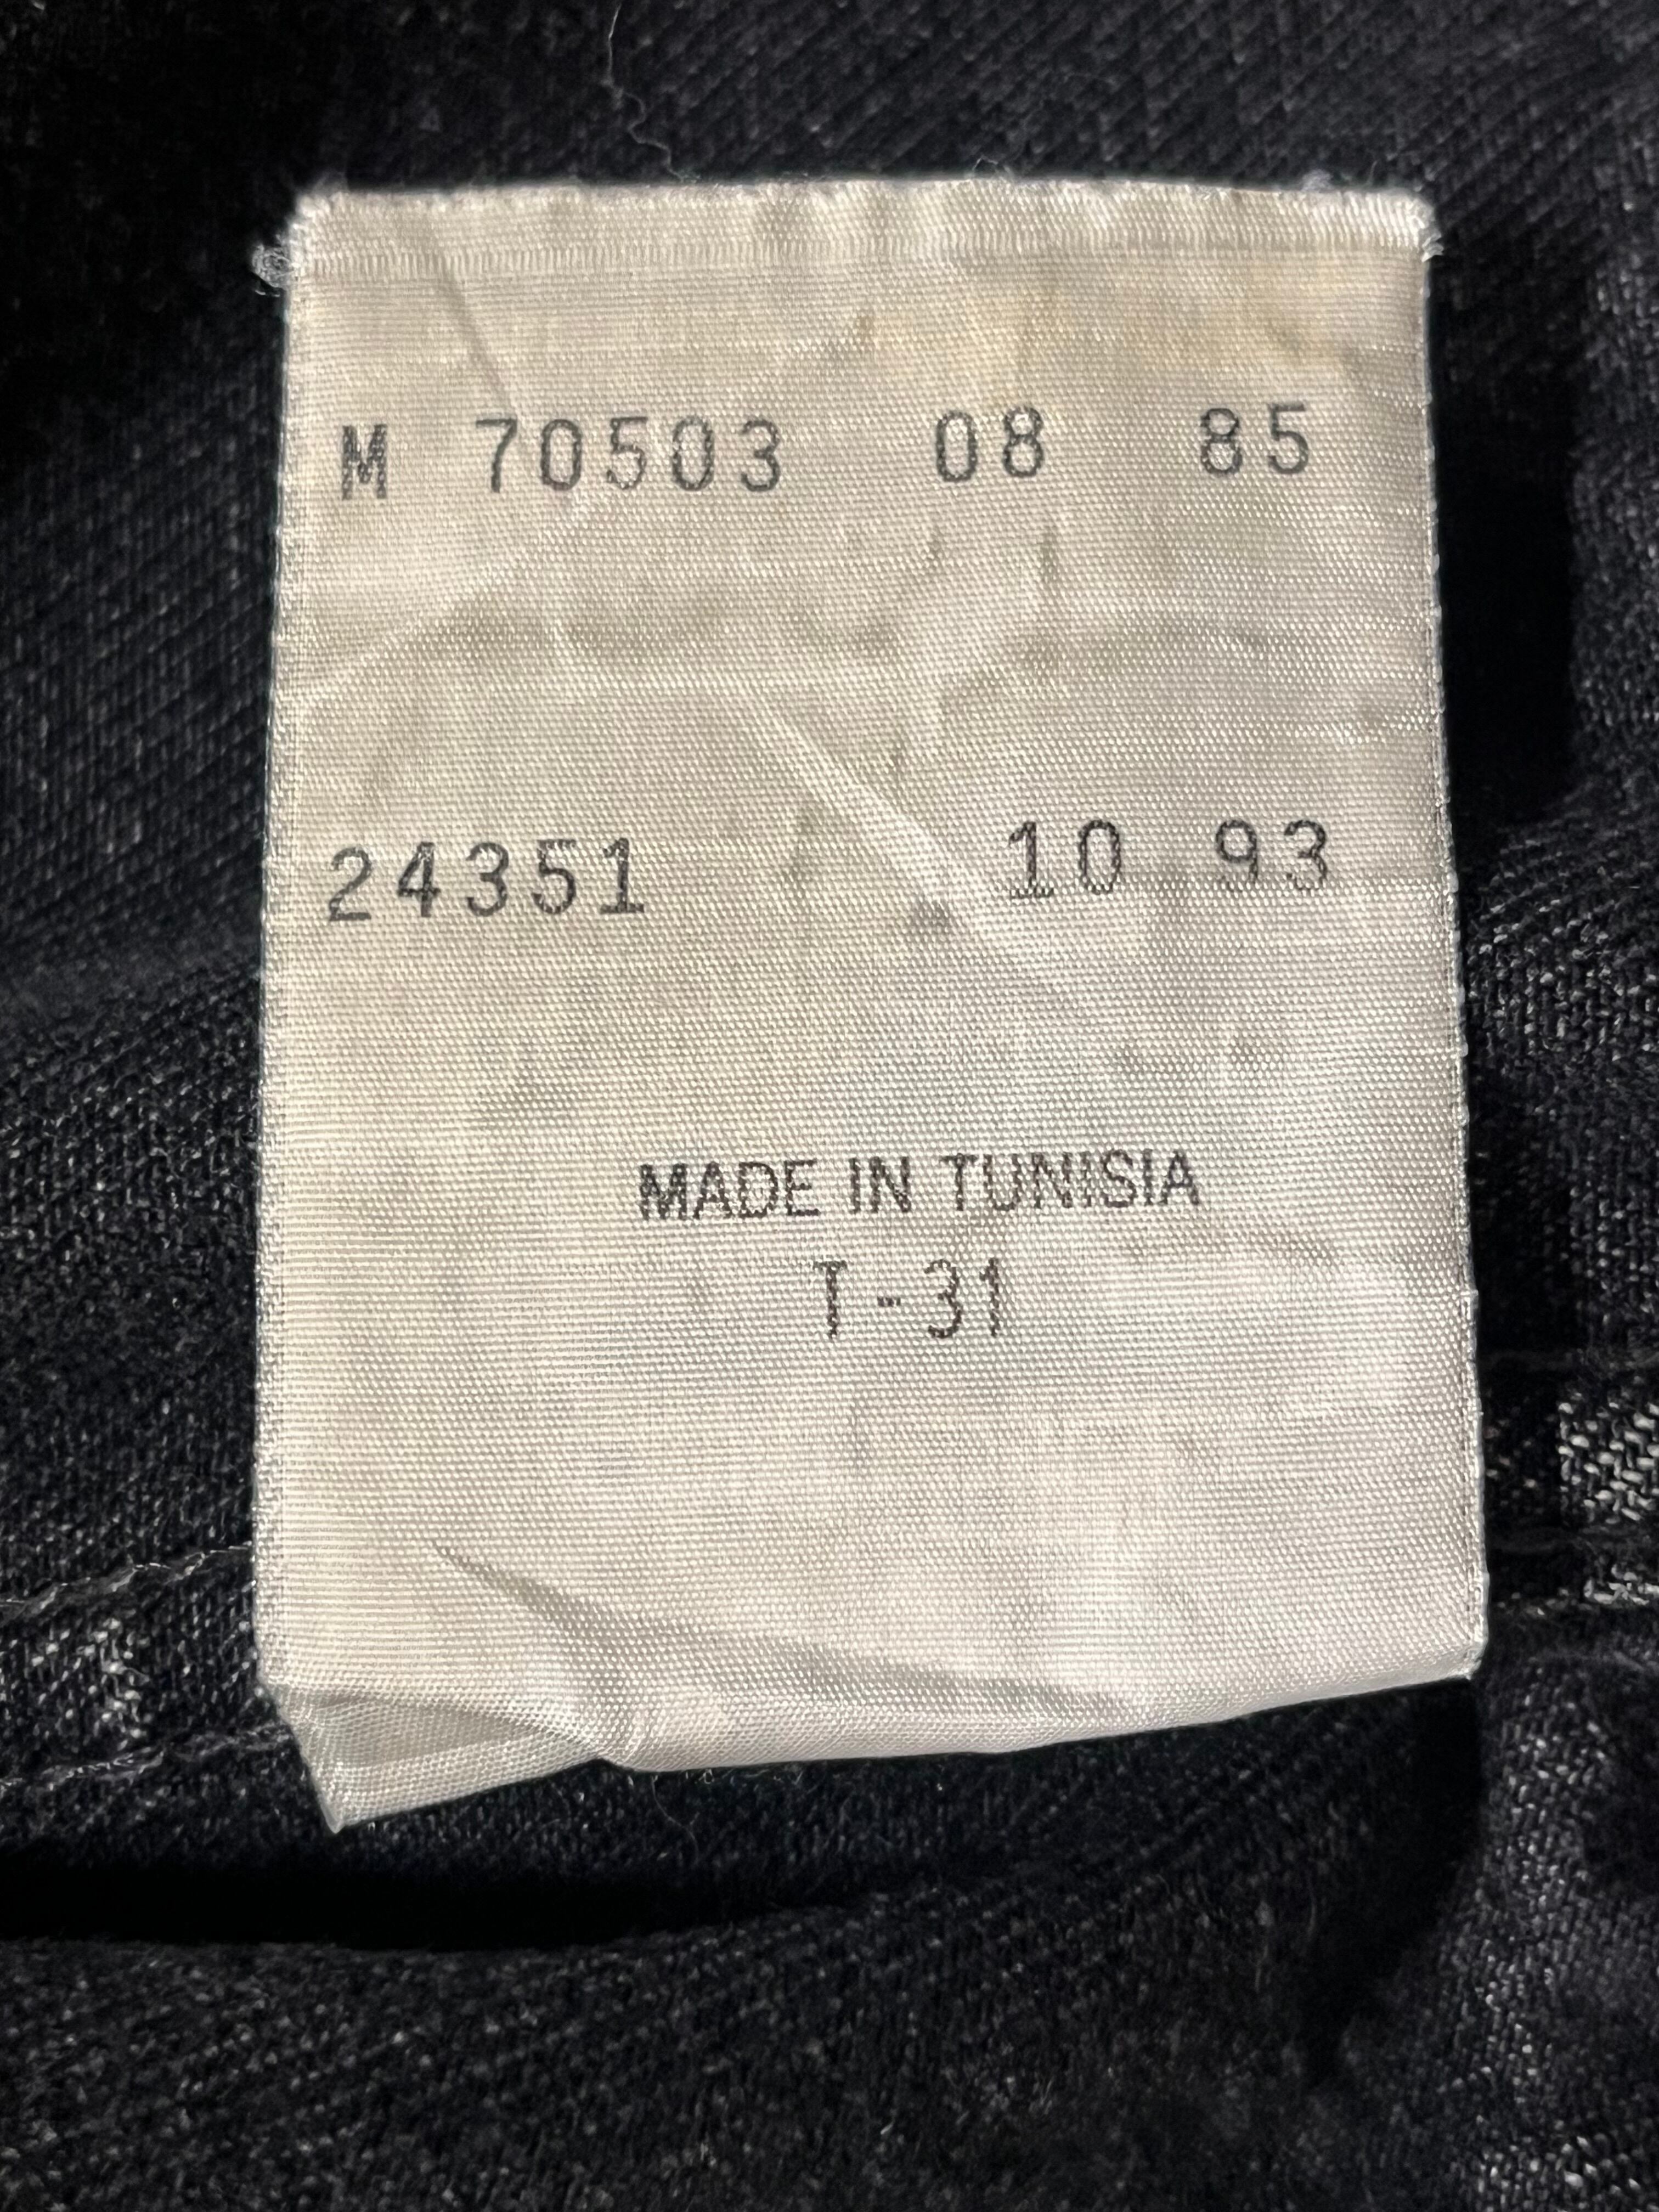 M 70503 08 85
24351 10 93
MADE IN TUNISIA
T-31